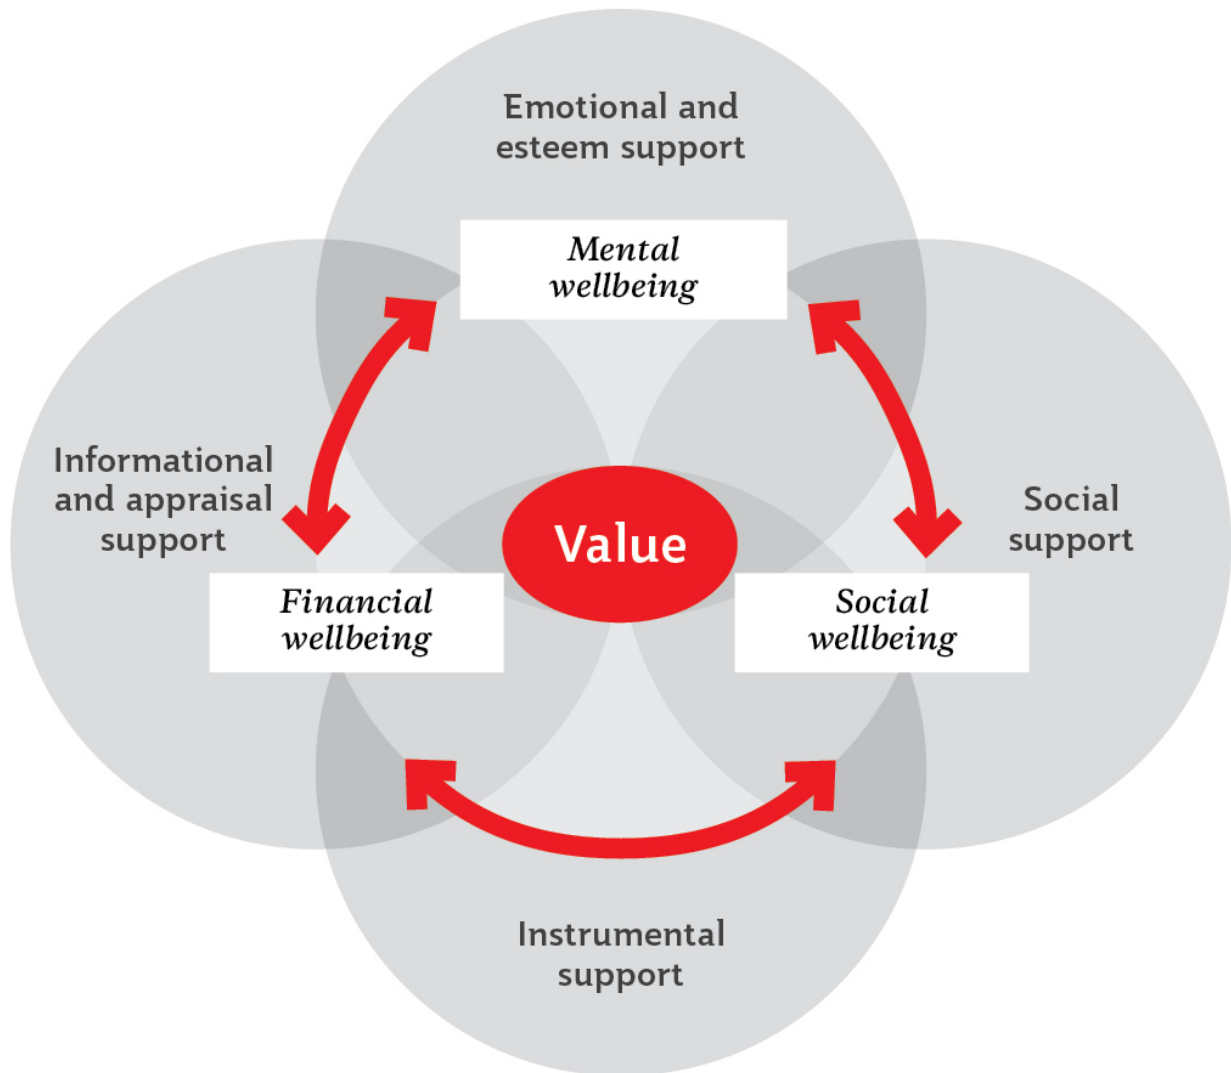 Emotional and
esteem support
Mental
wellbeing
Informational
and appraisal
support
Value
Social
support
Financial
wellbeing
Social
wellbeing
Instrumental
support